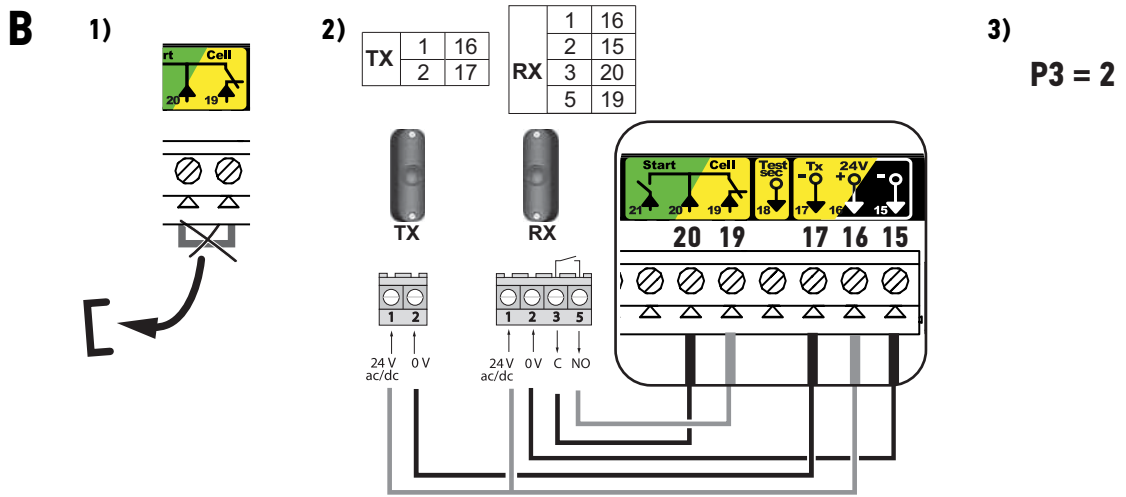 B 1) 2) 3)
rt Cell
20 19
TX 1 16
2 17
RX 1 16
2 15
3 20
5 19
P3 = 2
TX RX
Start Cell Test sec - Tx 24V + -
21 20 19 18 17 16 15
20 19 17 16 15
1 2
1 2 3 5
24 V ac/dc 0 V
24 V ac/dc 0 V C NO